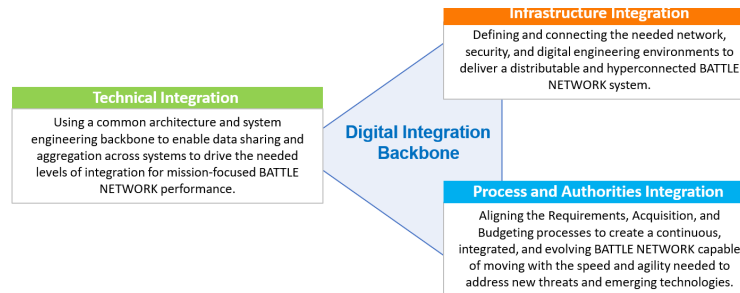 Technical Integration
Using a common architecture and system
engineering backbone to enable data sharing and
aggregation across systems to drive the needed
levels of integration for mission-focused BATTLE
NETWORK performance.
Digital Integration
Backbone
Infrastructure Integration
Defining and connecting the needed network,
security, and digital engineering environments to
deliver a distributable and hyperconnected BATTLE
NETWORK system.
Process and Authorities Integration
Aligning the Requirements, Acquisition, and
Budgeting processes to create a continuous,
integrated, and evolving BATTLE NETWORK capable
of moving with the speed and agility needed to
address new threats and emerging technologies.